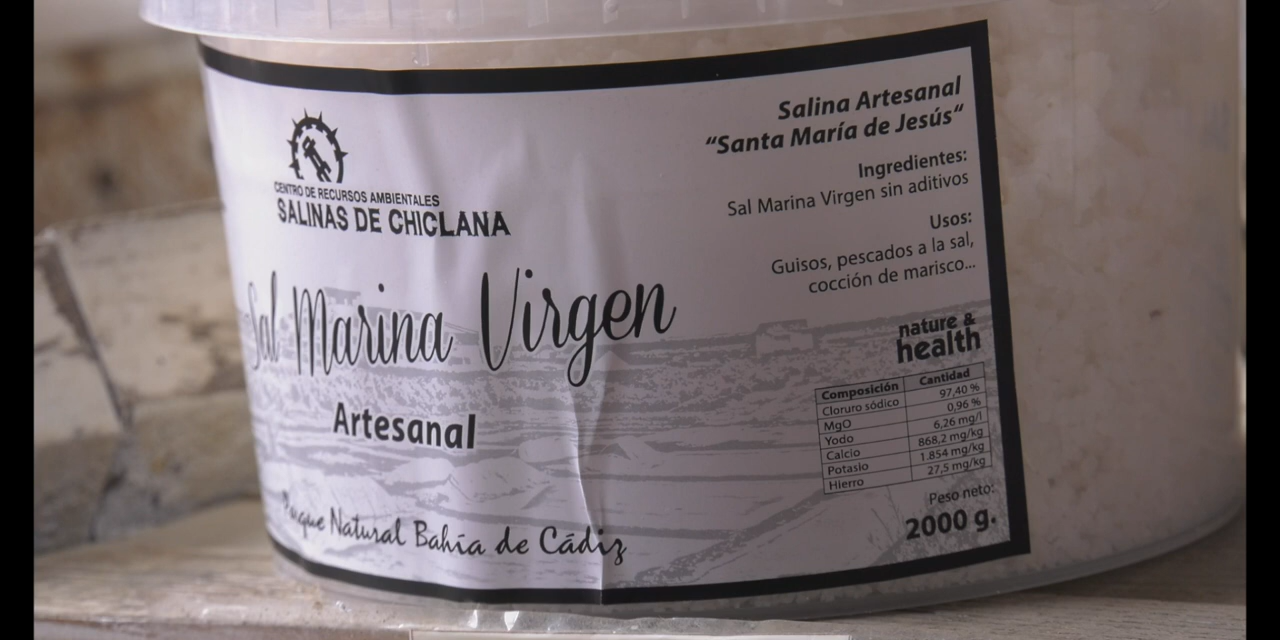 CENTRO DE RECURSOS AMBIENTALES
SALINAS DE CHICLANA
Sal Marina Virgen
Artesanal
Parque Natural Bahía de Cádiz
Salina Artesanal
“Santa María de Jesús“
Ingredientes:
Sal Marina Virgen sin aditivos
Usos:
Guisos, pescados a la sal,
cocción de marisco...
nature &
health
Composición Cantidad
Cloruro sódico 97,40 %
MgO 0,96 %
Yodo 6,26 mg/l
Calcio 868,2 mg/kg
Potasio 1.854 mg/kg
Hierro 27,5 mg/kg
Peso neto:
2000 g.